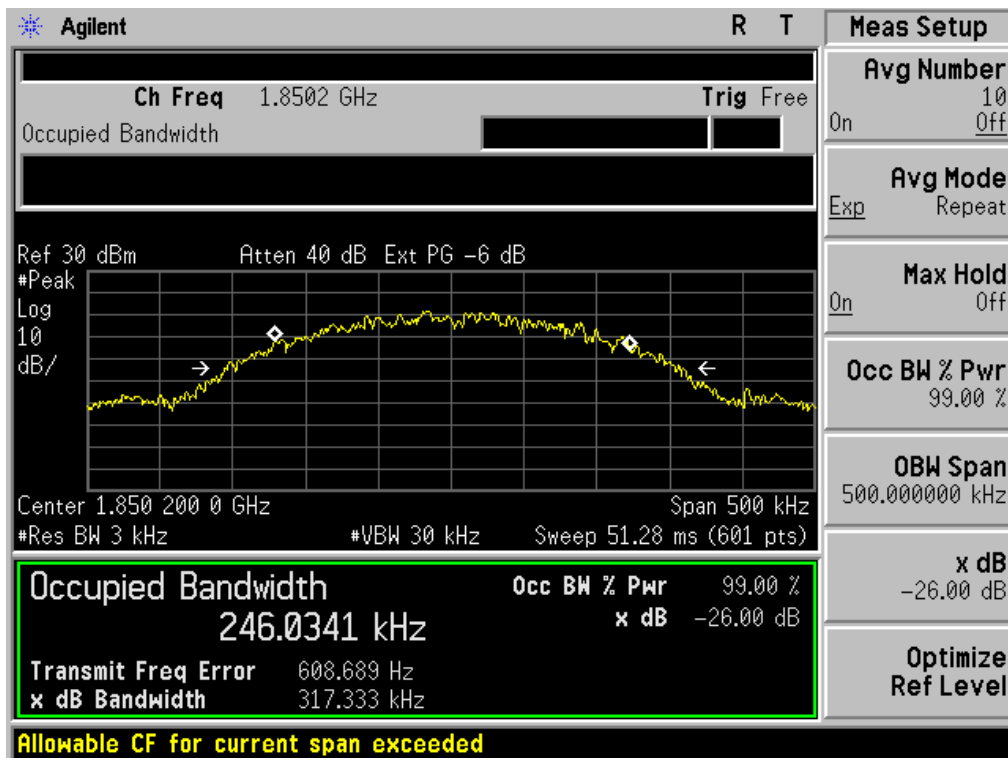 Agilent R T
Ch Freq 1.8502 GHz Trig Free
Occupied Bandwidth
Ref 30 dBm Atten 40 dB Ext PG -6 dB
#Peak
Log
10
dB/
Center 1.850 200 0 GHz Span 500 kHz
#Res BW 3 kHz #VBW 30 kHz Sweep 51.28 ms (601 pts)
Occupied Bandwidth Occ BW % Pwr 99.00 %
246.0341 kHz x dB -26.00 dB
Transmit Freq Error 608.689 Hz
x dB Bandwidth 317.333 kHz
Allowable CF for current span exceeded
Meas Setup
Avg Number
10
On Off
Avg Mode
Exp Repeat
Max Hold
On Off
Occ BW % Pwr
99.00 %
OBW Span
500.000000 kHz
x dB
-26.00 dB
Optimize
Ref Level